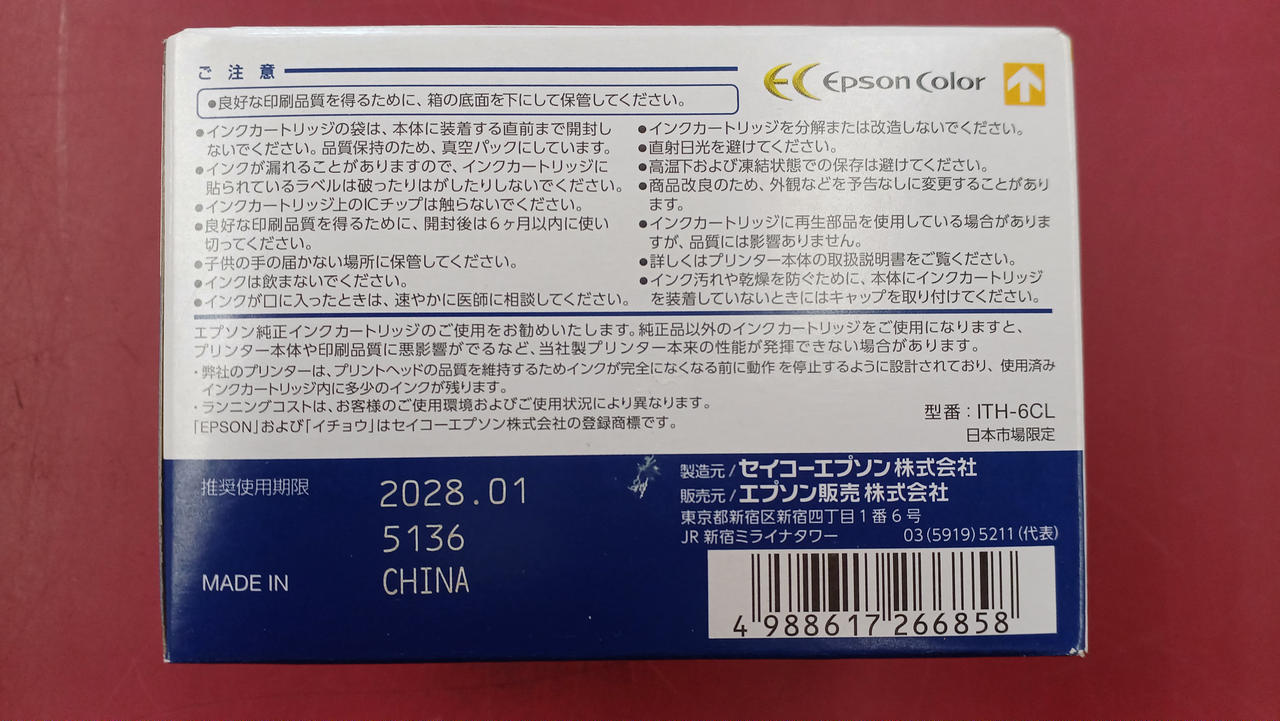 ご注意
●良好な印刷品質を得るために、箱の底面を下にして保管してください。
●インクカートリッジの袋は、本体に装着する直前まで開封し
ないでください。品質保持のため、真空パックにしています。
●インクが漏れることがありますので、インクカートリッジに
貼られているラベルは破ったりはがしたりしないでください。
●インクカートリッジ上のICチップは触らないでください。
●良好な印刷品質を得るために、開封後は6ヶ月以内に使い
切ってください。
●子供の手の届かない場所に保管してください。
●インクは飲まないでください。
●インクが口に入ったときは、速やかに医師に相談してください。
EC Epson Color
●インクカートリッジを分解または改造しないでください。
●直射日光を避けてください。
●高温下および凍結状態での保存は避けてください。
●商品改良のため、外観などを予告なしに変更することがあり
ます。
●インクカートリッジに再生部品を使用している場合がありま
すが、品質には影響ありません。
●詳しくはプリンター本体の取扱説明書をご覧ください。
●インク汚れや乾燥を防ぐために、本体にインクカートリッジ
を装着していないときにはキャップを取り付けてください。
エプソン純正インクカートリッジのご使用をお勧めいたします。純正品以外のインクカートリッジをご使用になりますと、
プリンター本体や印刷品質に悪影響がでるなど、当社製プリンター本来の性能が発揮できない場合があります。
・弊社のプリンターは、プリントヘッドの品質を維持するためインクが完全になくなる前に動作を停止するように設計されており、使用済み
インクカートリッジ内に多少のインクが残ります。
・ランニングコストは、お客様のご使用環境およびご使用状況により異なります。
「EPSON」および「イチョウ」はセイコーエプソン株式会社の登録商標です。
型番：ITH-6CL
日本市場限定
推奨使用期限 2028.01
5136
MADE IN CHINA
製造元/セイコーエプソン株式会社
販売元/エプソン販売株式会社
東京都新宿区新宿四丁目1番6号
JR新宿ミライナタワー 03(5919)5211(代表)
4 988617 266858